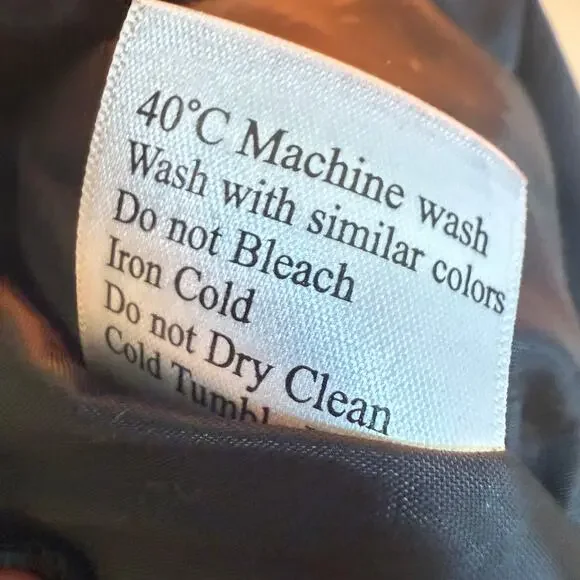 40°C Machine wash
Wash with similar colors
Do not Bleach
Iron Cold
Do not Dry Clean
Cold